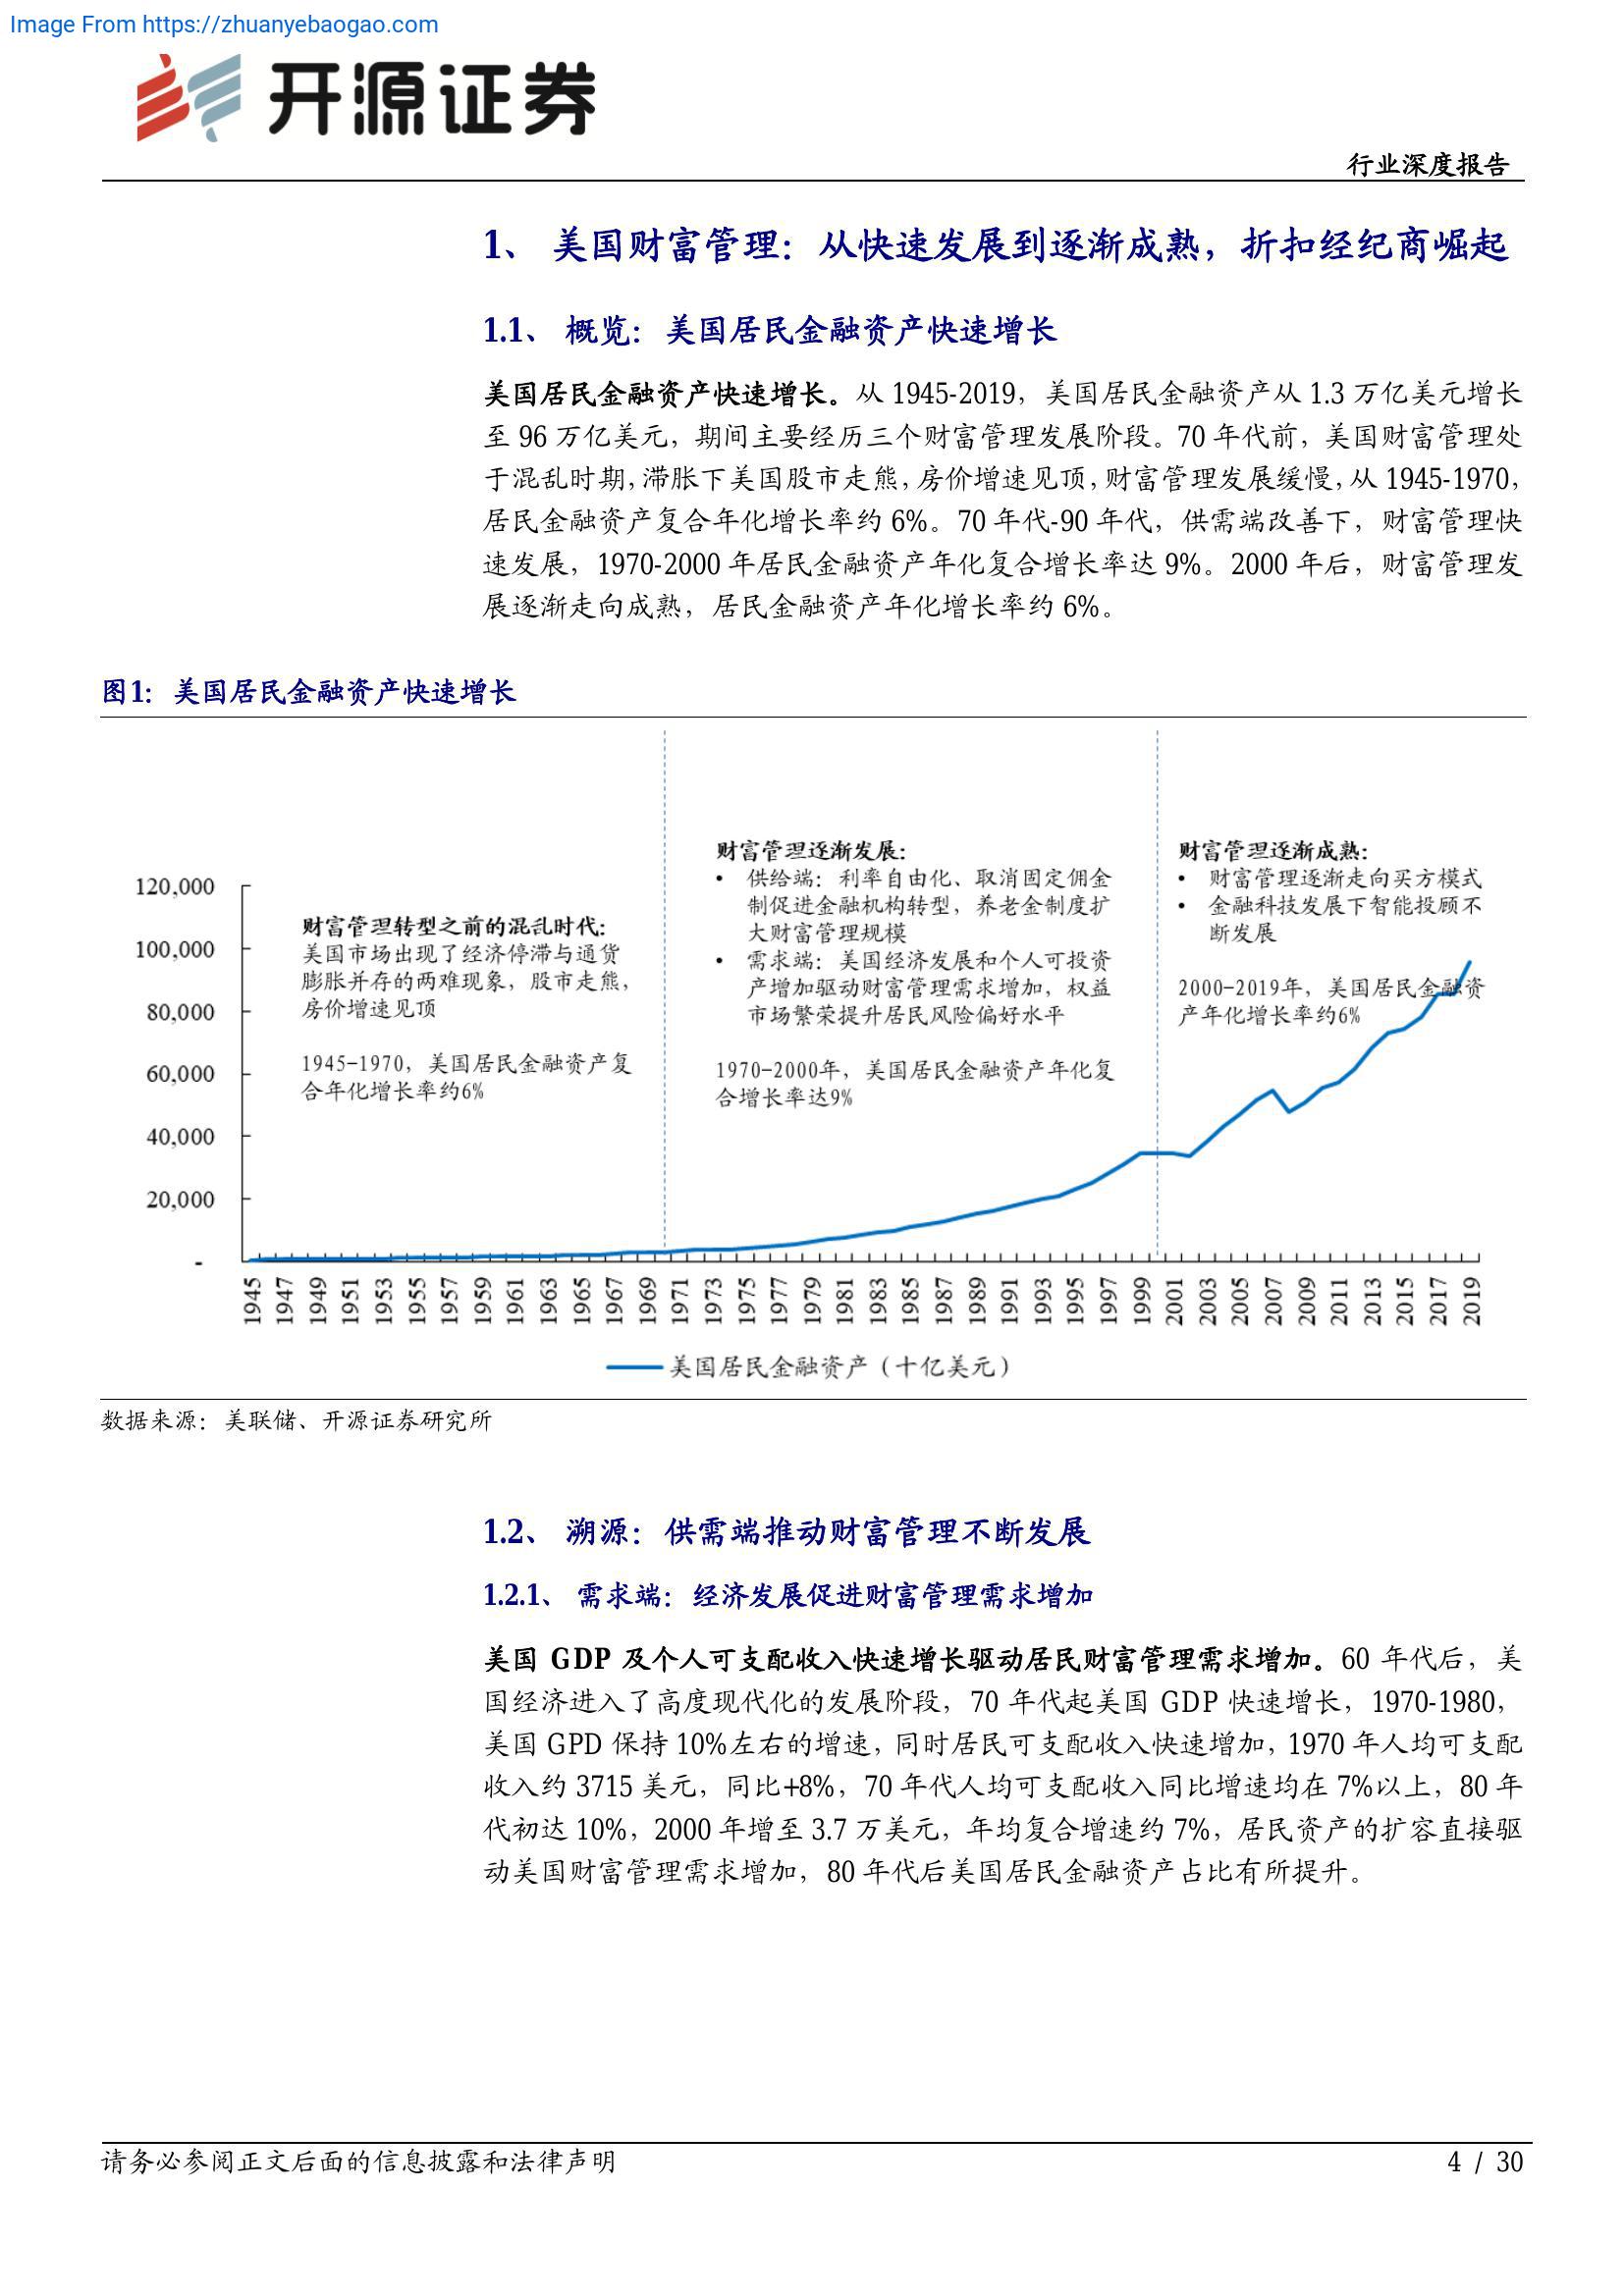 Image From https://zhuanyebaogao.com
开源证券
行业深度报告
1、 美国财富管理：从快速发展到逐渐成熟，折扣经纪商崛起
1.1、 概览：美国居民金融资产快速增长
美国居民金融资产快速增长。从 1945-2019，美国居民金融资产从 1.3 万亿美元增长
至 96 万亿美元，期间主要经历三个财富管理发展阶段。70 年代前，美国财富管理处
于混乱时期，滞胀下美国股市走熊，房价增速见顶，财富管理发展缓慢，从 1945-1970，
居民金融资产复合年化增长率约 6%。70 年代-90 年代，供需端改善下，财富管理快
速发展，1970-2000 年居民金融资产年化复合增长率达 9%。2000 年后，财富管理发
展逐渐走向成熟，居民金融资产年化增长率约 6%。
图1：美国居民金融资产快速增长
120,000
100,000
80,000
60,000
40,000
20,000
-
财富管理转型之前的混乱时代：
美国市场出现了经济停滞与通货
膨胀并存的两难现象，股市走熊，
房价增速见顶
1945-1970，美国居民金融资产复
合年化增长率约6%
财富管理逐渐发展：
• 供给端：利率自由化、取消固定佣金
制促进金融机构转型，养老金制度扩
大财富管理规模
• 需求端：美国经济发展和个人可投资
产增加驱动财富管理需求增加，权益
市场繁荣提升居民风险偏好水平
1970-2000年，美国居民金融资产年化复
合增长率达9%
财富管理逐渐成熟：
• 财富管理逐渐走向买方模式
• 金融科技发展下智能投顾不
断发展
2000-2019年，美国居民金融资
产年化增长率约6%
1945 1947 1949 1951 1953 1955 1957 1959 1961 1963 1965 1967 1969 1971 1973 1975 1977 1979 1981 1983 1985 1987 1989 1991 1993 1995 1997 1999 2001 2003 2005 2007 2009 2011 2013 2015 2017 2019
美国居民金融资产（十亿美元）
数据来源：美联储、开源证券研究所
1.2、 溯源：供需端推动财富管理不断发展
1.2.1、 需求端：经济发展促进财富管理需求增加
美国 GDP 及个人可支配收入快速增长驱动居民财富管理需求增加。60 年代后，美
国经济进入了高度现代化的发展阶段，70 年代起美国 GDP 快速增长，1970-1980，
美国 GPD 保持 10%左右的增速，同时居民可支配收入快速增加，1970 年人均可支配
收入约 3715 美元，同比+8%，70 年代人均可支配收入同比增速均在 7%以上，80 年
代初达 10%，2000 年增至 3.7 万美元，年均复合增速约 7%，居民资产的扩容直接驱
动美国财富管理需求增加，80 年代后美国居民金融资产占比有所提升。
请务必参阅正文后面的信息披露和法律声明
4 / 30